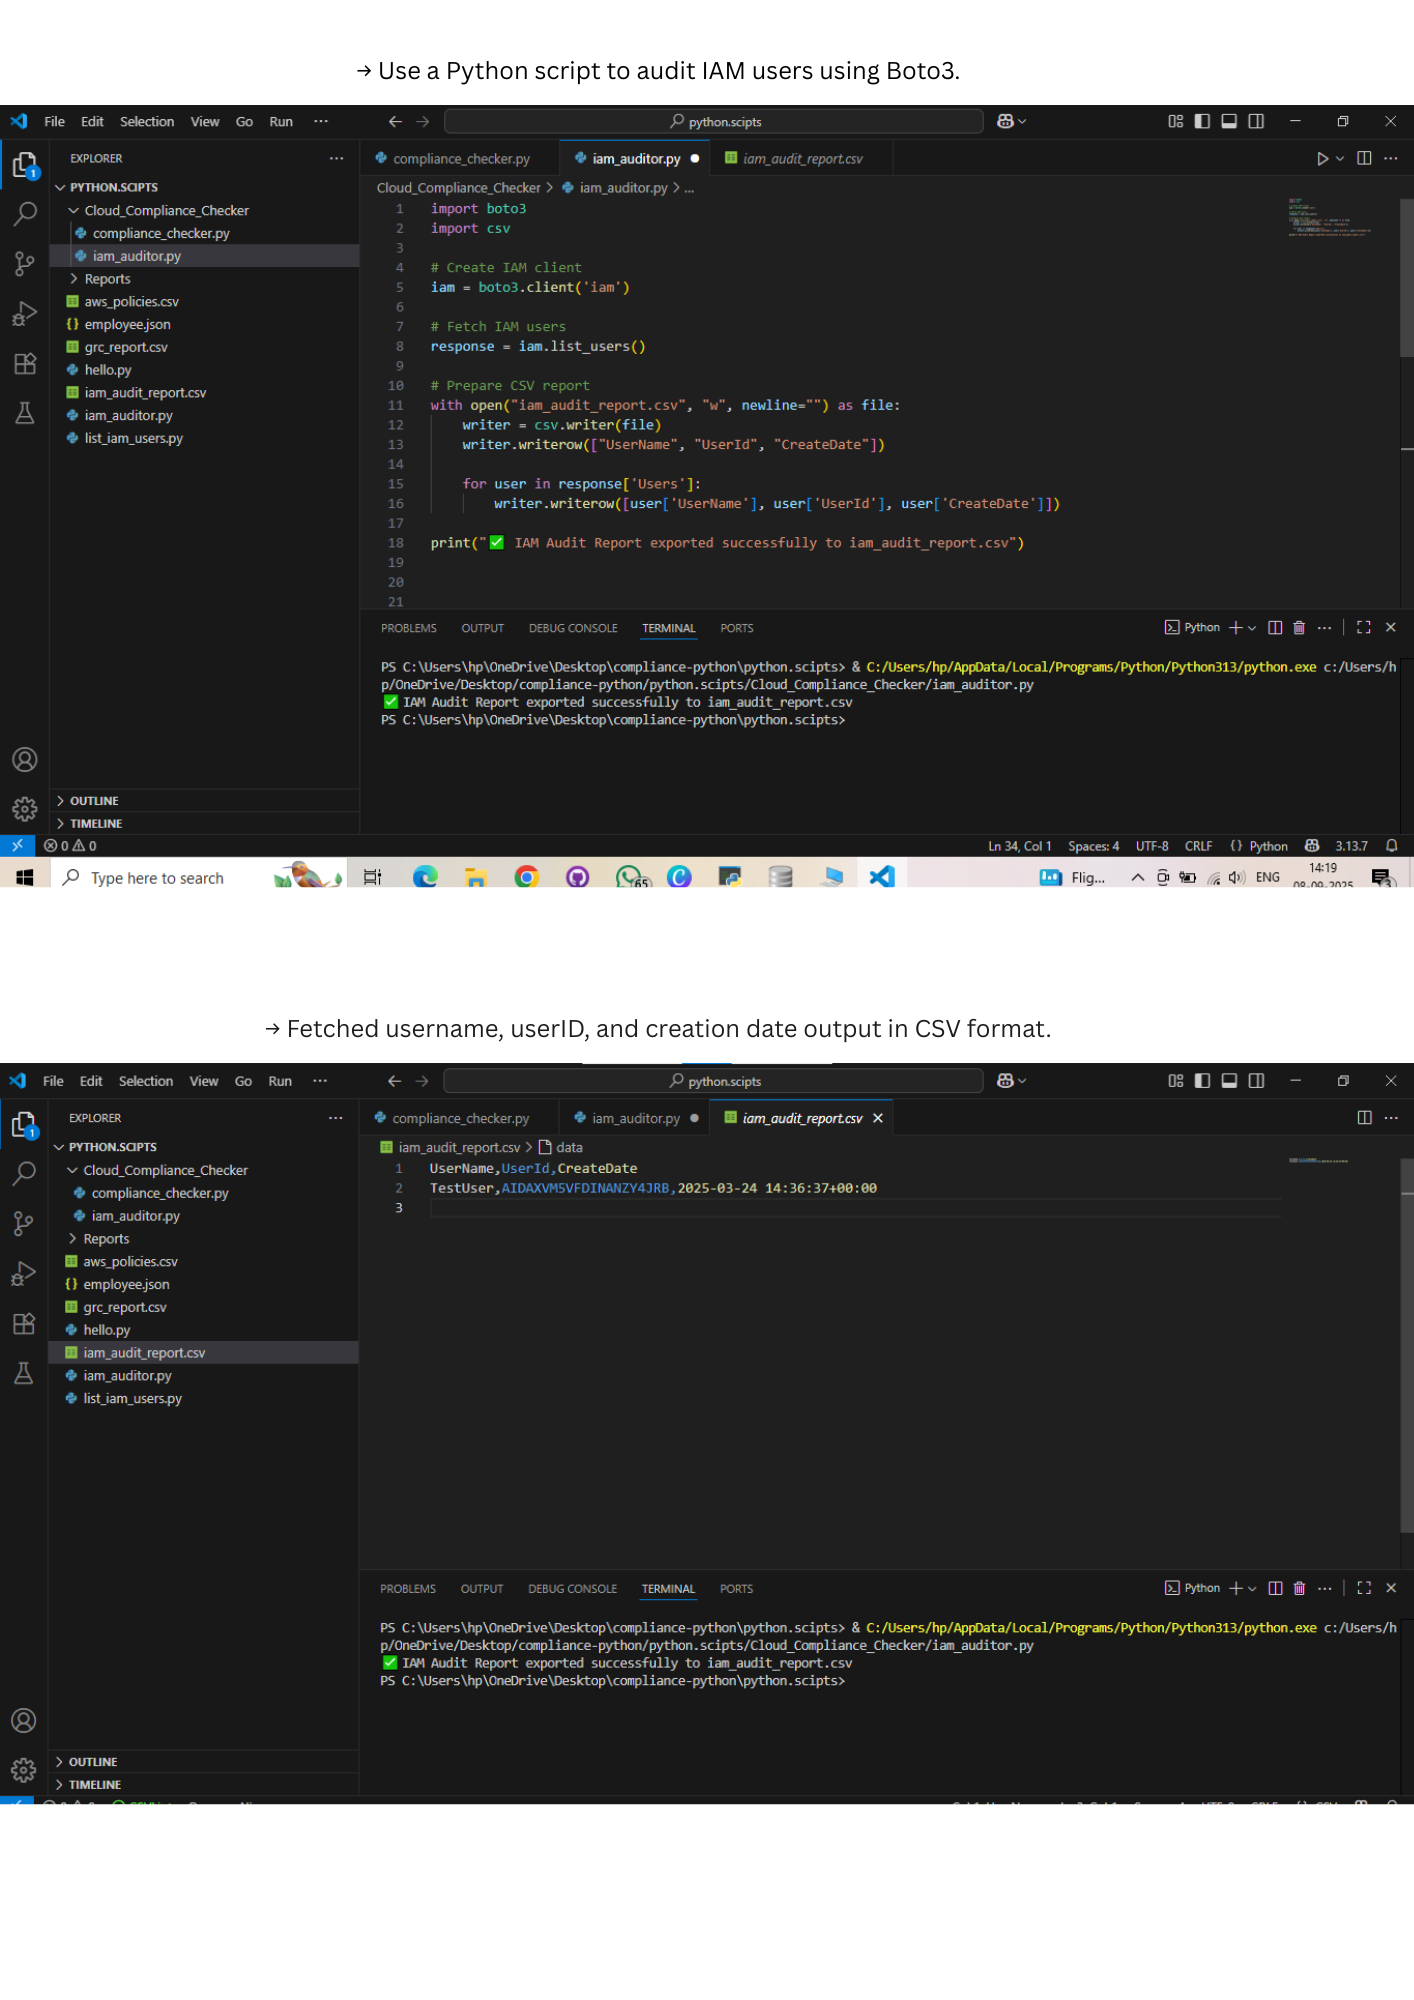 → Use a Python script to audit IAM users using Boto3.
File Edit Selection View Go Run ··· python.scipts
EXPLORER
PYTHON.SCIPTS
Cloud_Compliance_Checker
compliance_checker.py
iam_auditor.py
Reports
aws_policies.csv
employee.json
grc_report.csv
hello.py
iam_audit_report.csv
iam_auditor.py
list_iam_users.py
OUTLINE
TIMELINE
compliance_checker.py iam_auditor.py iam_audit_report.csv
Cloud_Compliance_Checker > iam_auditor.py > ...
1 import boto3
2 import csv
3
4 # Create IAM client
5 iam = boto3.client('iam')
6
7 # Fetch IAM users
8 response = iam.list_users()
9
10 # Prepare CSV report
11 with open("iam_audit_report.csv", "w", newline="") as file:
12 writer = csv.writer(file)
13 writer.writerow(["UserName", "UserId", "CreateDate"])
14
15 for user in response['Users']:
16 writer.writerow([user['UserName'], user['UserId'], user['CreateDate']])
17
18 print("✅ IAM Audit Report exported successfully to iam_audit_report.csv")
19
20
21
PROBLEMS OUTPUT DEBUG CONSOLE TERMINAL PORTS Python
PS C:\Users\hp\OneDrive\Desktop\compliance-python\python.scipts> & C:/Users/hp/AppData/Local/Programs/Python/Python313/python.exe c:/Users/h
p/OneDrive/Desktop/compliance-python/python.scipts/Cloud_Compliance_Checker/iam_auditor.py
✅ IAM Audit Report exported successfully to iam_audit_report.csv
PS C:\Users\hp\OneDrive\Desktop\compliance-python\python.scipts>
0 0 Ln 34, Col 1 Spaces: 4 UTF-8 CRLF {} Python 3.13.7
Type here to search 65 Flig... ENG 14:19
08-09-2025 3
→ Fetched username, userID, and creation date output in CSV format.
File Edit Selection View Go Run ··· python.scipts
EXPLORER
PYTHON.SCIPTS
Cloud_Compliance_Checker
compliance_checker.py
iam_auditor.py
Reports
aws_policies.csv
employee.json
grc_report.csv
hello.py
iam_audit_report.csv
iam_auditor.py
list_iam_users.py
OUTLINE
TIMELINE
compliance_checker.py iam_auditor.py iam_audit_report.csv
iam_audit_report.csv > data
1 UserName,UserId,CreateDate
2 TestUser,AIDAXVM5VFDINANZY4JRB,2025-03-24 14:36:37+00:00
3
PROBLEMS OUTPUT DEBUG CONSOLE TERMINAL PORTS Python
PS C:\Users\hp\OneDrive\Desktop\compliance-python\python.scipts> & C:/Users/hp/AppData/Local/Programs/Python/Python313/python.exe c:/Users/h
p/OneDrive/Desktop/compliance-python/python.scipts/Cloud_Compliance_Checker/iam_auditor.py
✅ IAM Audit Report exported successfully to iam_audit_report.csv
PS C:\Users\hp\OneDrive\Desktop\compliance-python\python.scipts>